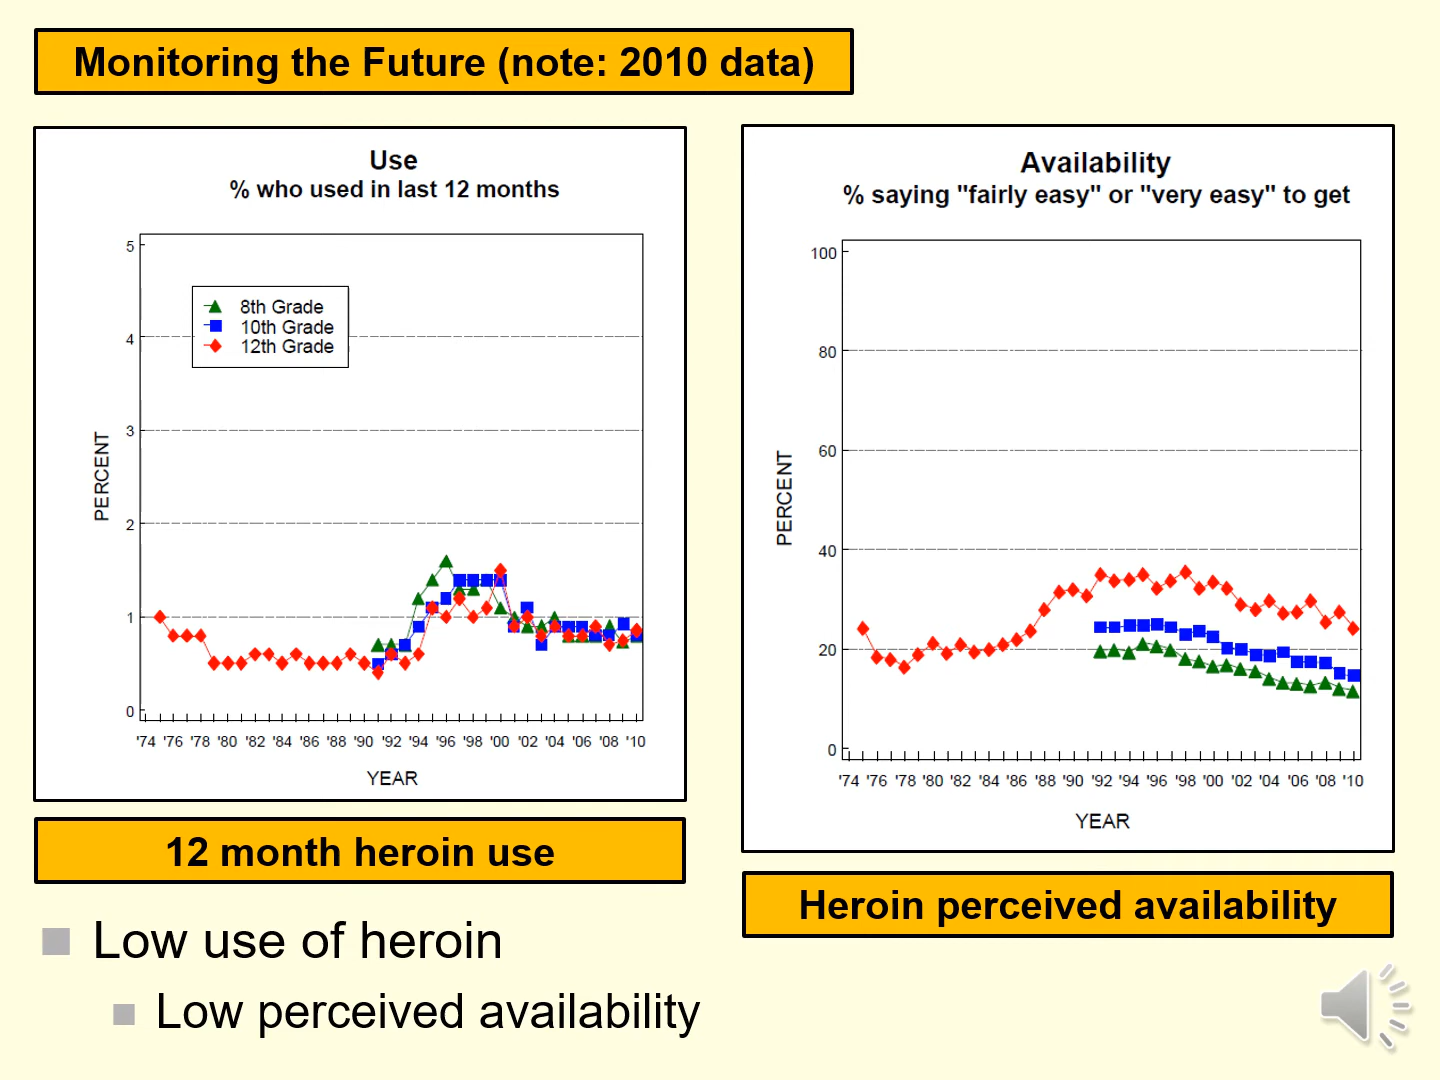 Monitoring the Future (note: 2010 data)
Use
% who used in last 12 months
5
4
3
2
1
0
PERCENT
8th Grade
10th Grade
12th Grade
'74 '76 '78 '80 '82 '84 '86 '88 '90 '92 '94 '96 '98 '00 '02 '04 '06 '08 '10
YEAR
12 month heroin use
Availability
% saying "fairly easy" or "very easy" to get
100
80
60
40
20
0
PERCENT
'74 '76 '78 '80 '82 '84 '86 '88 '90 '92 '94 '96 '98 '00 '02 '04 '06 '08 '10
YEAR
Heroin perceived availability
Low use of heroin
Low perceived availability